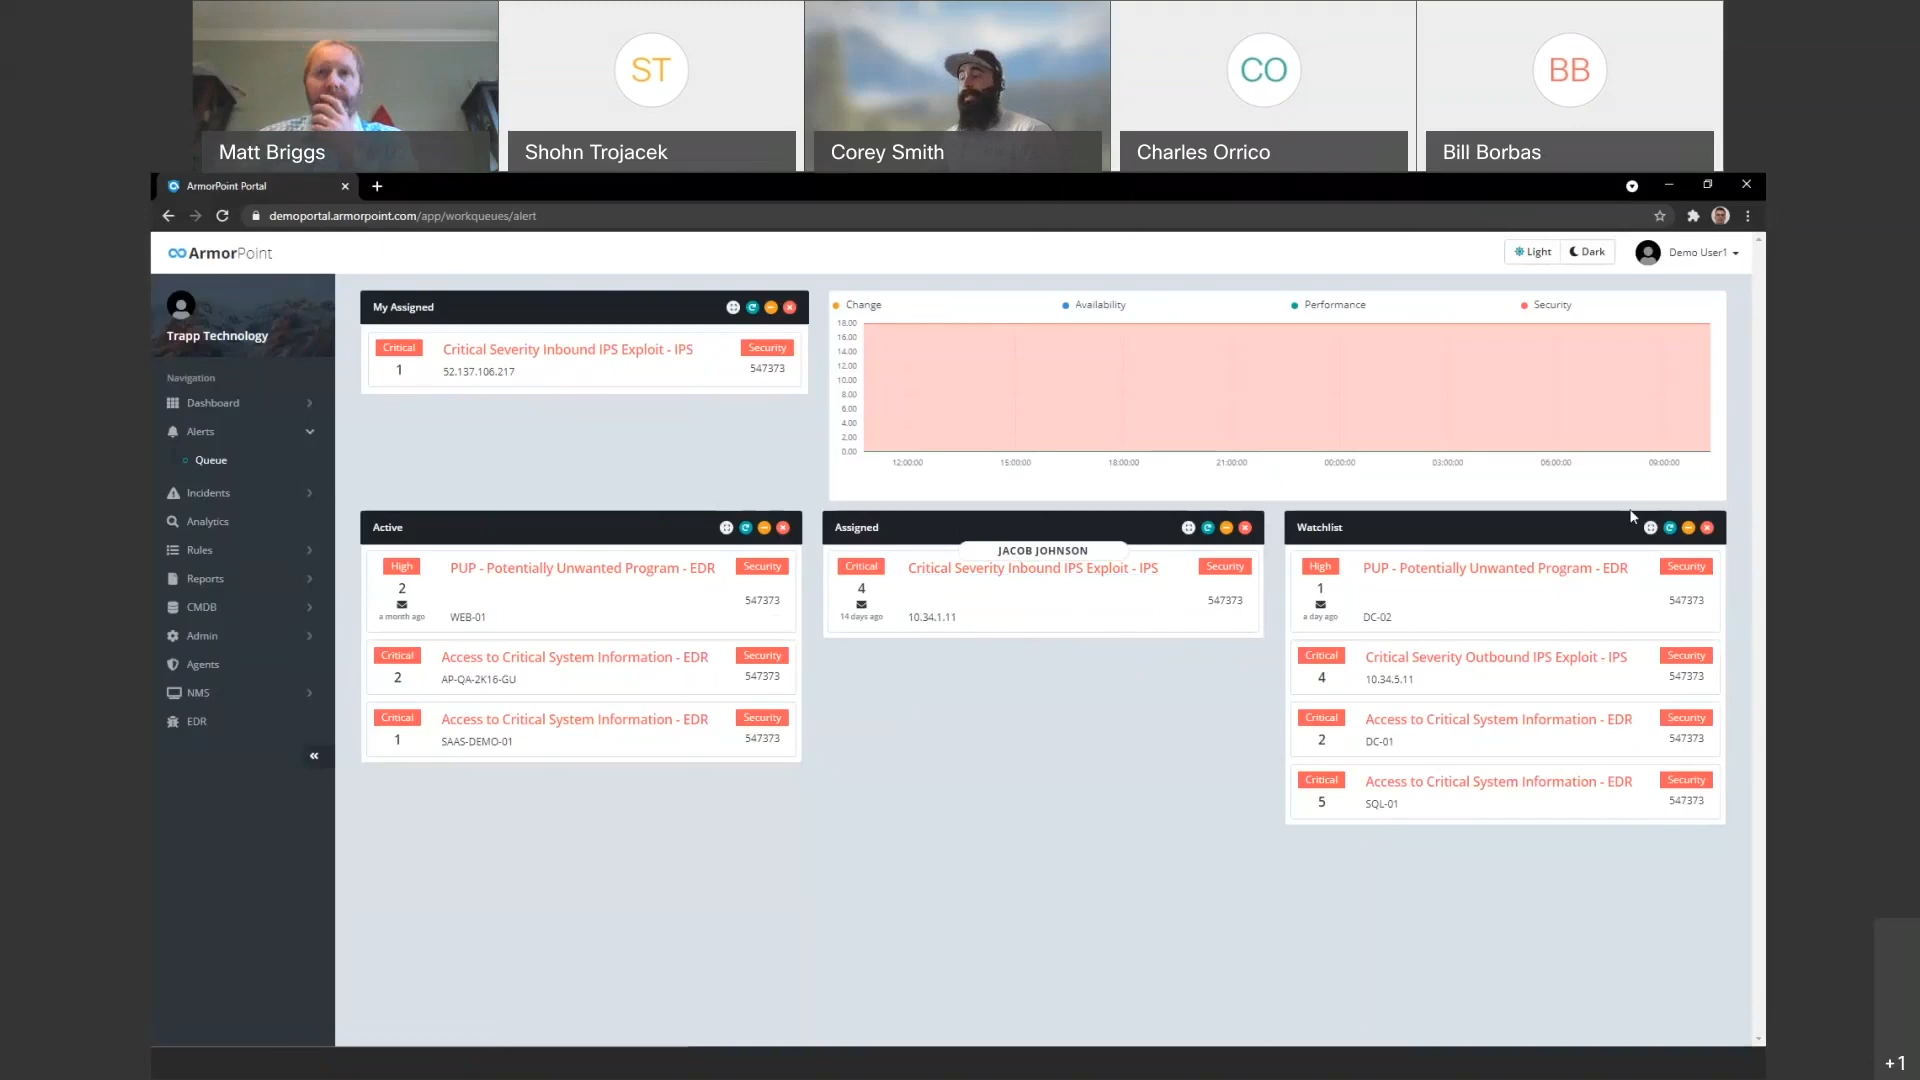 ST
CO
BB
Matt Briggs
Shohn Trojacek
Corey Smith
Charles Orrico
Bill Borbas
ArmorPoint Portal
demoportal.armorpoint.com/app/workqueues/alert
ArmorPoint
Light
Dark
Demo User1
Trapp Technology
Navigation
Dashboard
Alerts
Queue
Incidents
Analytics
Rules
Reports
CMDB
Admin
Agents
NMS
EDR
My Assigned
Critical
Critical Severity Inbound IPS Exploit - IPS
Security
1
52.137.106.217
547373
Change
Availability
Performance
Security
18.00
16.00
14.00
12.00
10.00
8.00
6.00
4.00
2.00
0.00
12:00:00
15:00:00
18:00:00
21:00:00
00:00:00
03:00:00
06:00:00
09:00:00
Active
High
PUP - Potentially Unwanted Program - EDR
Security
2
547373
a month ago
WEB-01
Critical
Access to Critical System Information - EDR
Security
2
AP-QA-2K16-GU
547373
Critical
Access to Critical System Information - EDR
Security
1
SAAS-DEMO-01
547373
Assigned
JACOB JOHNSON
Critical
Critical Severity Inbound IPS Exploit - IPS
Security
4
547373
14 days ago
10.34.1.11
Watchlist
High
PUP - Potentially Unwanted Program - EDR
Security
1
547373
a day ago
DC-02
Critical
Critical Severity Outbound IPS Exploit - IPS
Security
4
10.34.5.11
547373
Critical
Access to Critical System Information - EDR
Security
2
DC-01
547373
Critical
Access to Critical System Information - EDR
Security
5
SQL-01
547373
+1